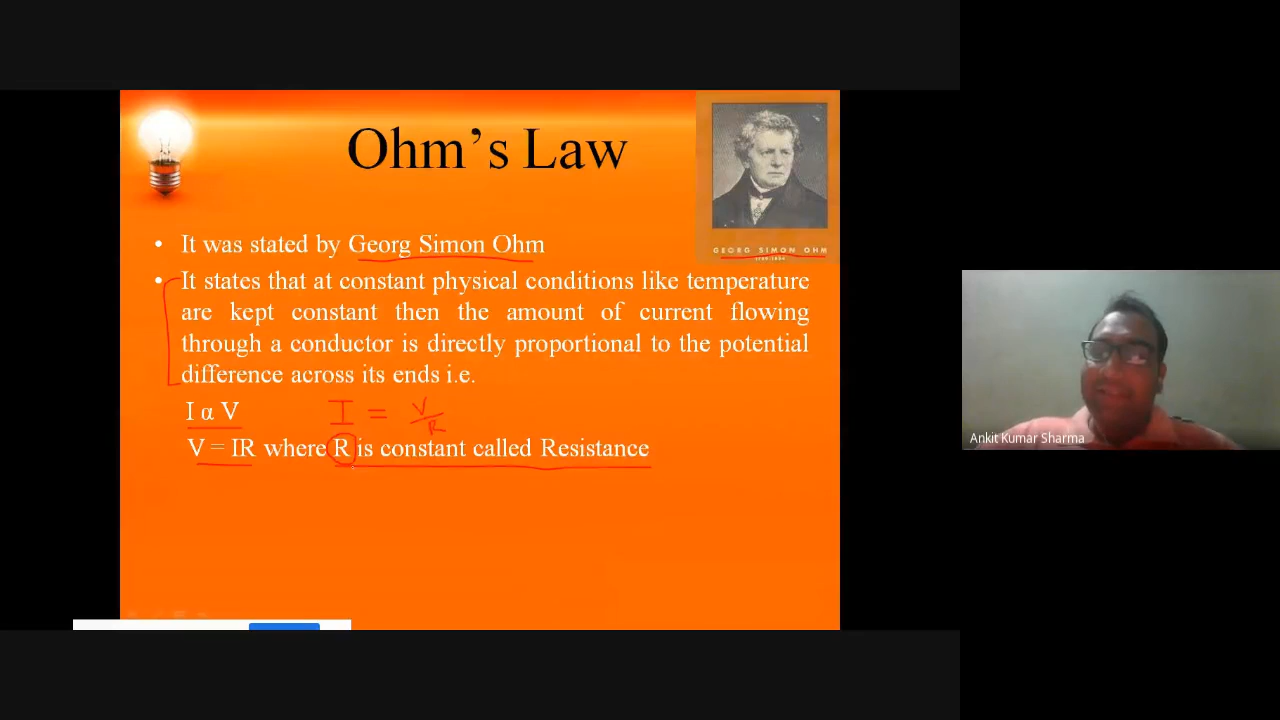 Ohm's Law
GEORG SIMON OHM
• It was stated by Georg Simon Ohm
• It states that at constant physical conditions like temperature
are kept constant then the amount of current flowing
through a conductor is directly proportional to the potential
difference across its ends i.e.
I α V
I = V/R
V = IR where R is constant called Resistance
Ankit Kumar Sharma